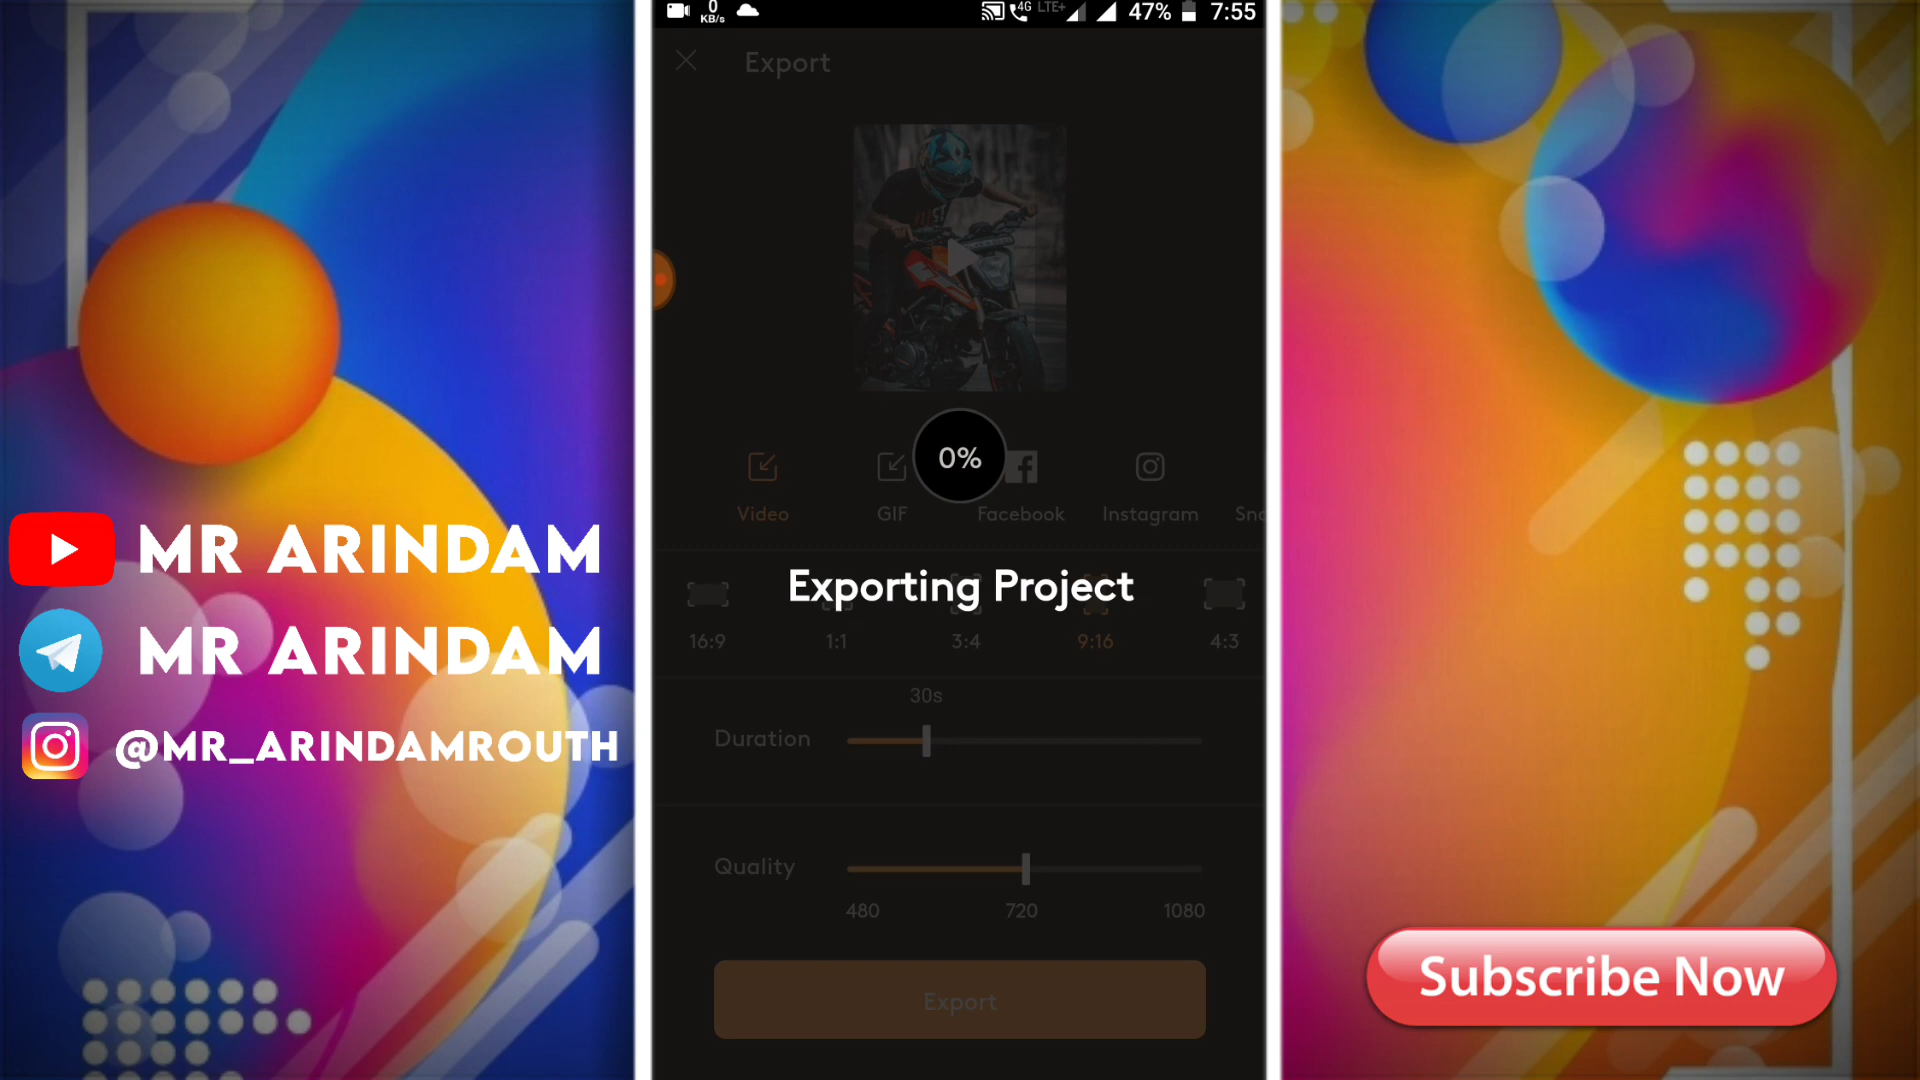 MR ARINDAM
MR ARINDAM
@MR_ARINDAMROUTH
0
KB/s
4G
LTE+
47%
7:55
Export
0%
Video
GIF
Facebook
Instagram
Exporting Project
16:9
1:1
3:4
9:16
4:3
30s
Duration
Quality
480
720
1080
Export
Subscribe Now